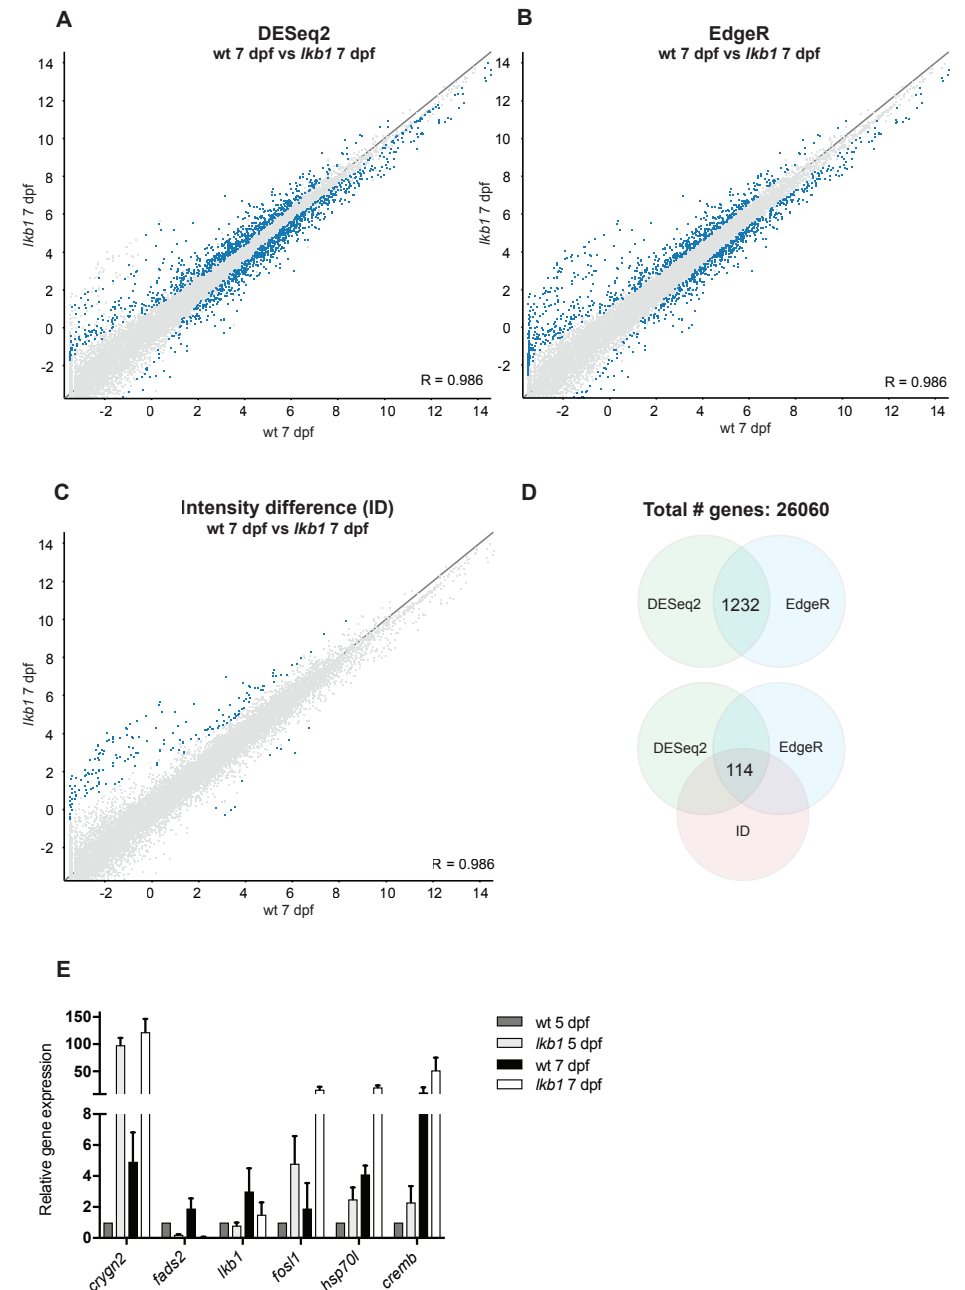 A
DESeq2
wt 7 dpf vs lkb1 7 dpf
14
12
10
8
6
4
2
0
-2
lkb1 7 dpf
R = 0.986
-2 0 2 4 6 8 10 12 14
wt 7 dpf
B
EdgeR
wt 7 dpf vs lkb1 7 dpf
14
12
10
8
6
4
2
0
-2
lkb1 7 dpf
R = 0.986
-2 0 2 4 6 8 10 12 14
wt 7 dpf
C
Intensity difference (ID)
wt 7 dpf vs lkb1 7 dpf
14
12
10
8
6
4
2
0
-2
lkb1 7 dpf
R = 0.986
-2 0 2 4 6 8 10 12 14
wt 7 dpf
D
Total # genes: 26060
DESeq2 1232 EdgeR
DESeq2 EdgeR
114
ID
E
Relative gene expression
150
100
50
8
6
4
2
0
crygn2 fads2 lkb1 fosl1 hsp70l cremb
wt 5 dpf
lkb1 5 dpf
wt 7 dpf
lkb1 7 dpf